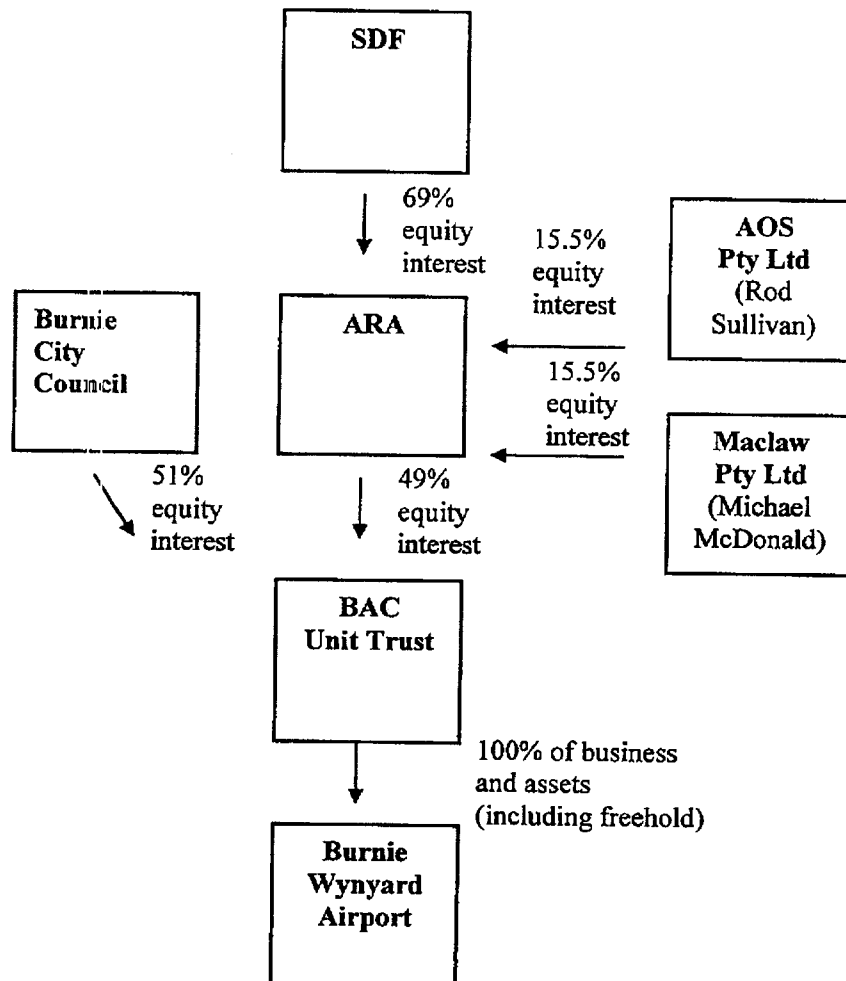 SDF
69%
equity
interest
15.5%
equity
interest
AOS
Pty Ltd
(Rod
Sullivan)
Burnie
City
Council
ARA
15.5%
equity
interest
Maclaw
Pty Ltd
(Michael
McDonald)
51%
equity
interest
49%
equity
interest
BAC
Unit Trust
100% of business
and assets
(including freehold)
Burnie
Wynyard
Airport